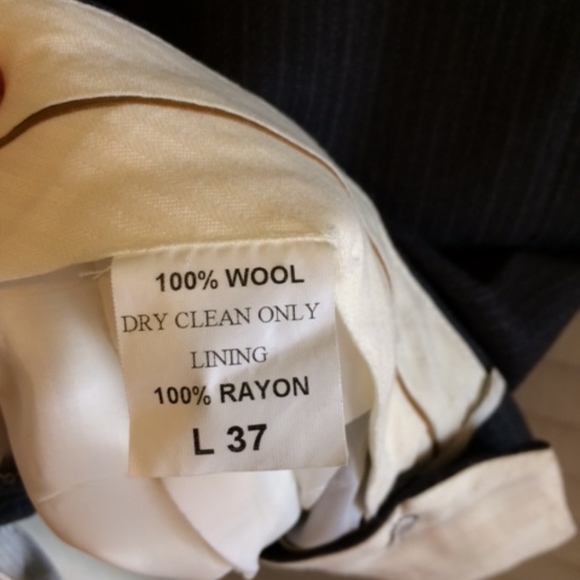 100% WOOL
DRY CLEAN ONLY
LINING
100% RAYON
L 37